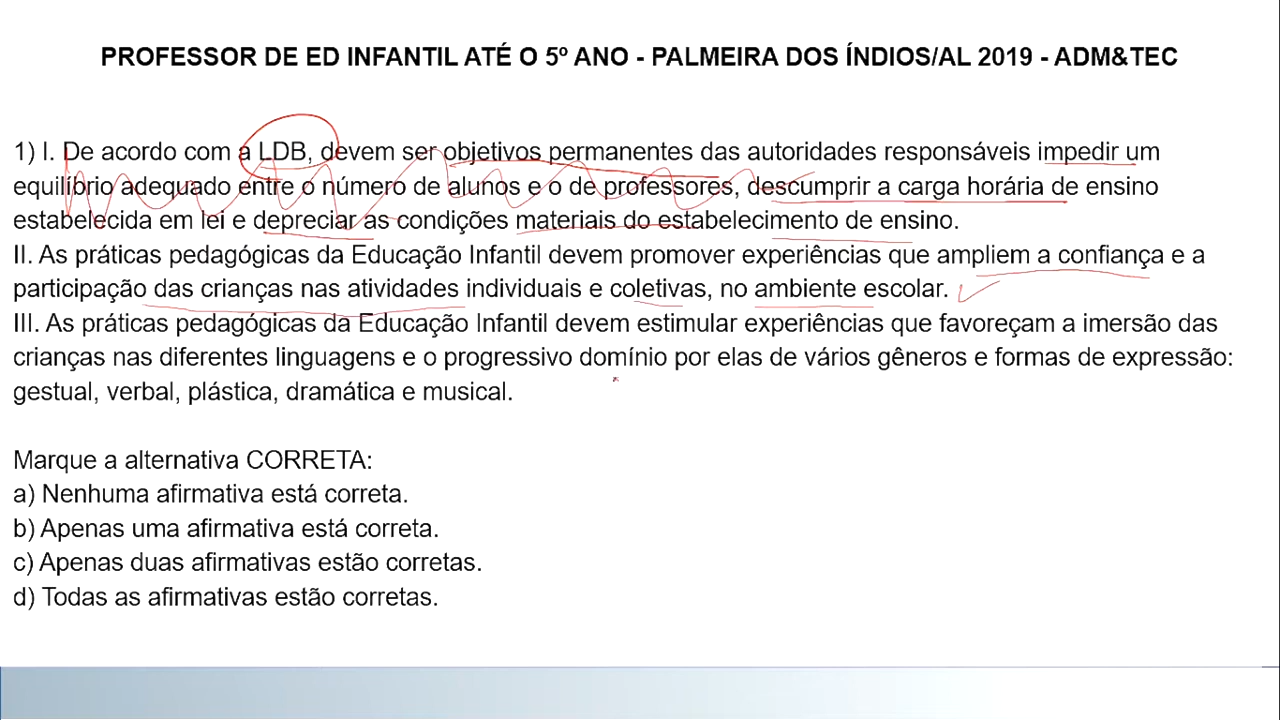 PROFESSOR DE ED INFANTIL ATÉ O 5º ANO - PALMEIRA DOS ÍNDIOS/AL 2019 - ADM&TEC
1) I. De acordo com a LDB, devem ser objetivos permanentes das autoridades responsáveis impedir um
equilíbrio adequado entre o número de alunos e o de professores, descumprir a carga horária de ensino
estabelecida em lei e depreciar as condições materiais do estabelecimento de ensino.
II. As práticas pedagógicas da Educação Infantil devem promover experiências que ampliem a confiança e a
participação das crianças nas atividades individuais e coletivas, no ambiente escolar.
III. As práticas pedagógicas da Educação Infantil devem estimular experiências que favoreçam a imersão das
crianças nas diferentes linguagens e o progressivo domínio por elas de vários gêneros e formas de expressão:
gestual, verbal, plástica, dramática e musical.
Marque a alternativa CORRETA:
a) Nenhuma afirmativa está correta.
b) Apenas uma afirmativa está correta.
c) Apenas duas afirmativas estão corretas.
d) Todas as afirmativas estão corretas.